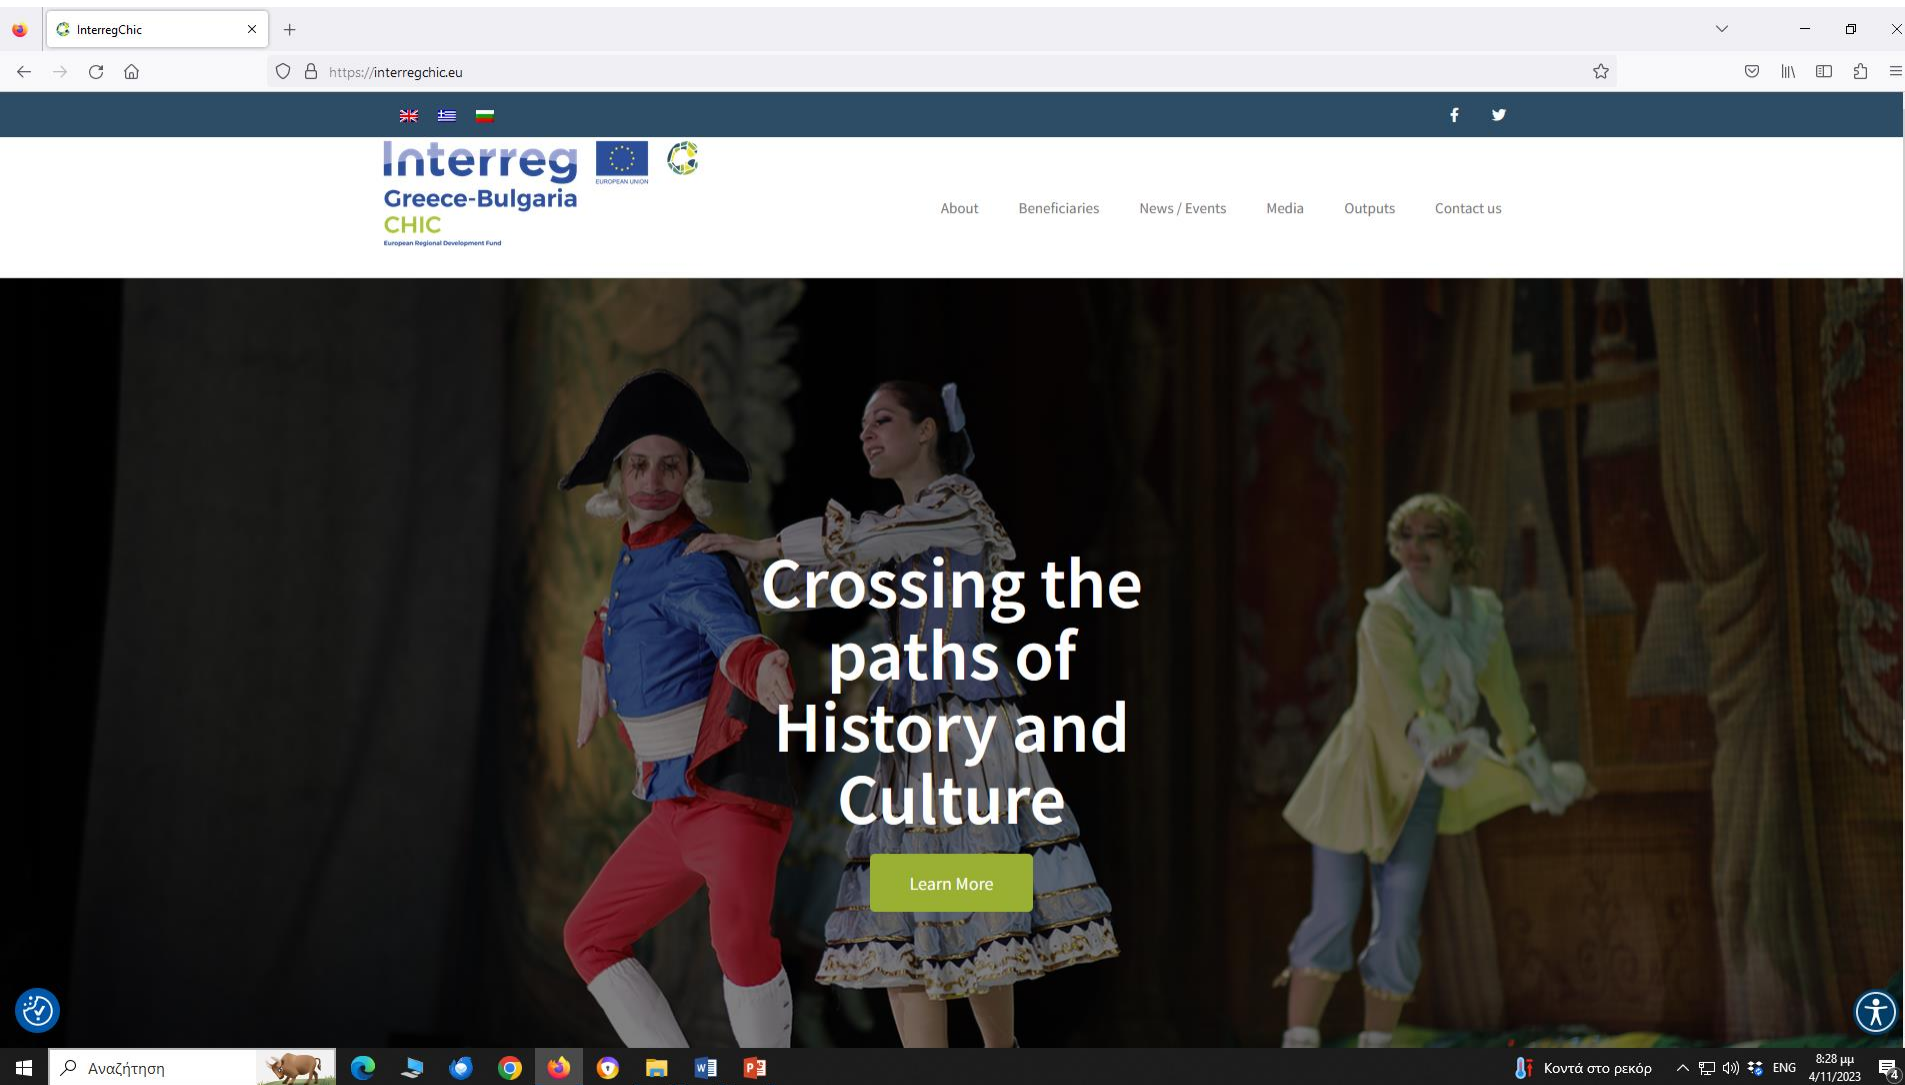 InterregChic
https://interregchic.eu
Interreg
EUROPEAN UNION
Greece-Bulgaria
CHIC
European Regional Development Fund
About Beneficiaries News / Events Media Outputs Contact us
Crossing the
paths of
History and
Culture
Learn More
Αναζήτηση
Κοντά στο ρεκόρ
ENG
8:28 μμ
4/11/2023
4